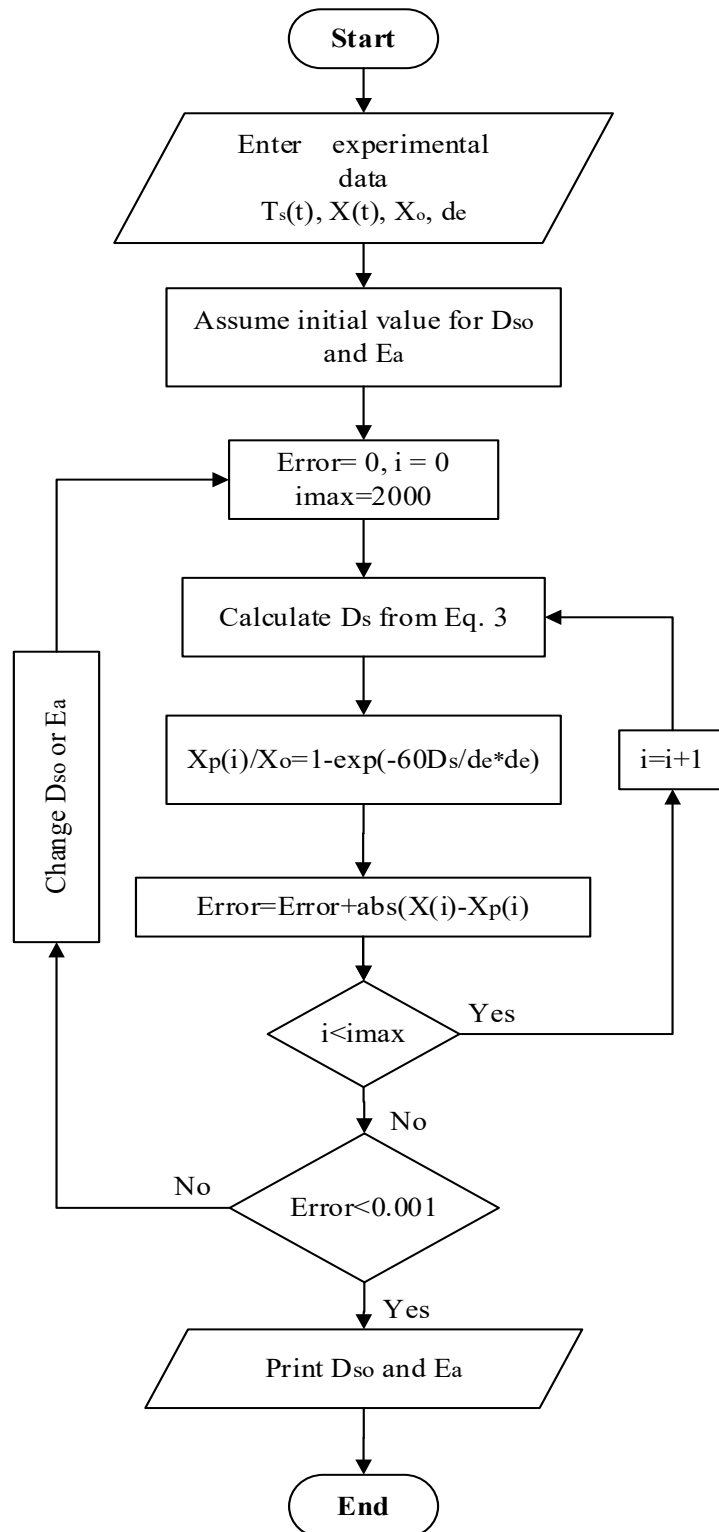 Start
Enter experimental
data
Ts(t), X(t), Xo, de
Assume initial value for Dso
and Ea
Error= 0, i = 0
imax=2000
Calculate Ds from Eq. 3
Xp(i)/Xo=1-exp(-60Ds/de*de)
i=i+1
Change Dso or Ea
Error=Error+abs(X(i)-Xp(i)
i<imax
Yes
No
Error<0.001
No
Yes
Print Dso and Ea
End